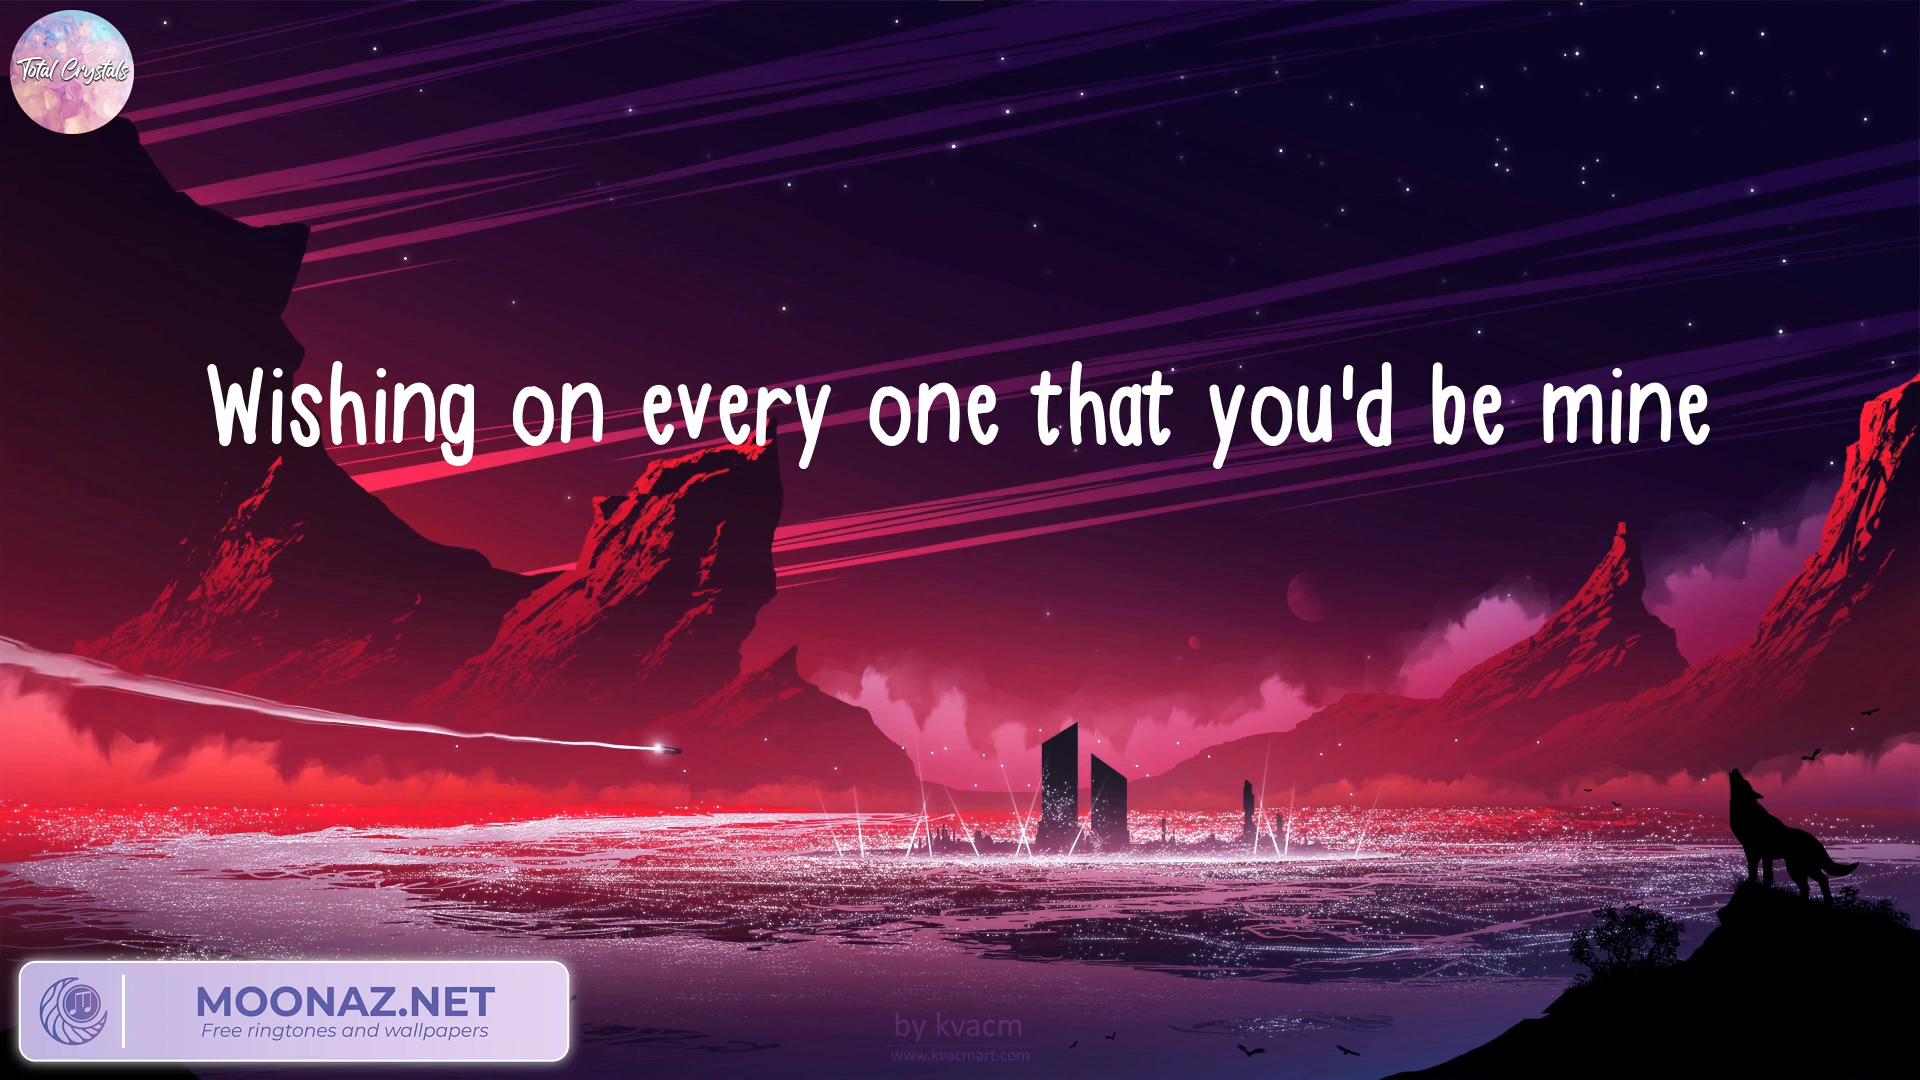 Total Crystals
Wishing on every one that you'd be mine
MOONAZ.NET
Free ringtones and wallpapers
by kvacm
www.kvacmart.com